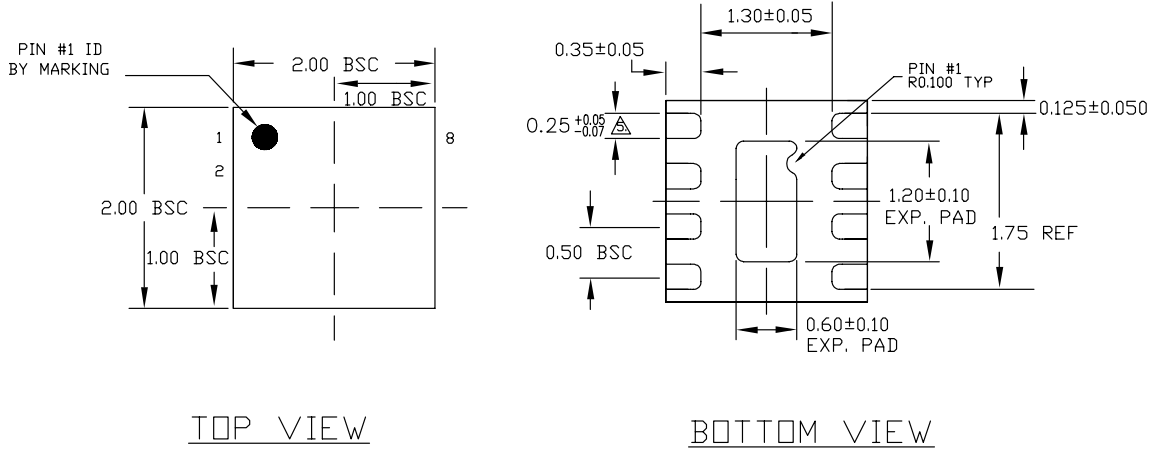 PIN #1 ID
BY MARKING
2.00 BSC
1.00 BSC
1
2
8
2.00 BSC
1.00 BSC
TOP VIEW
1.30±0.05
0.35±0.05
PIN #1
R0.100 TYP
0.125±0.050
0.25 +0.05
-0.07
5.
1.20±0.10
EXP. PAD
1.75 REF
0.50 BSC
0.60±0.10
EXP. PAD
BOTTOM VIEW